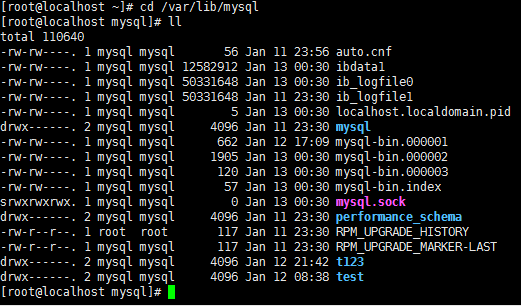 [root@localhost ~]# cd /var/lib/mysql
[root@localhost mysql]# ll
total 110640
-rw-rw----. 1 mysql mysql       56 Jan 11 23:56 auto.cnf
-rw-rw----. 1 mysql mysql 12582912 Jan 13 00:30 ibdata1
-rw-rw----. 1 mysql mysql 50331648 Jan 13 00:30 ib_logfile0
-rw-rw----. 1 mysql mysql 50331648 Jan 11 23:30 ib_logfile1
-rw-rw----. 1 mysql mysql        5 Jan 13 00:30 localhost.localdomain.pid
drwx------. 2 mysql mysql     4096 Jan 11 23:30 mysql
-rw-rw----. 1 mysql mysql      662 Jan 12 17:09 mysql-bin.000001
-rw-rw----. 1 mysql mysql     1905 Jan 13 00:30 mysql-bin.000002
-rw-rw----. 1 mysql mysql      120 Jan 13 00:30 mysql-bin.000003
-rw-rw----. 1 mysql mysql       57 Jan 13 00:30 mysql-bin.index
srwxrwxrwx. 1 mysql mysql        0 Jan 13 00:30 mysql.sock
drwx------. 2 mysql mysql     4096 Jan 11 23:30 performance_schema
-rw-r--r--. 1 root  root       117 Jan 11 23:30 RPM_UPGRADE_HISTORY
-rw-r--r--. 1 mysql mysql      117 Jan 11 23:30 RPM_UPGRADE_MARKER-LAST
drwx------. 2 mysql mysql     4096 Jan 12 21:42 t123
drwx------. 2 mysql mysql     4096 Jan 12 08:38 test
[root@localhost mysql]#